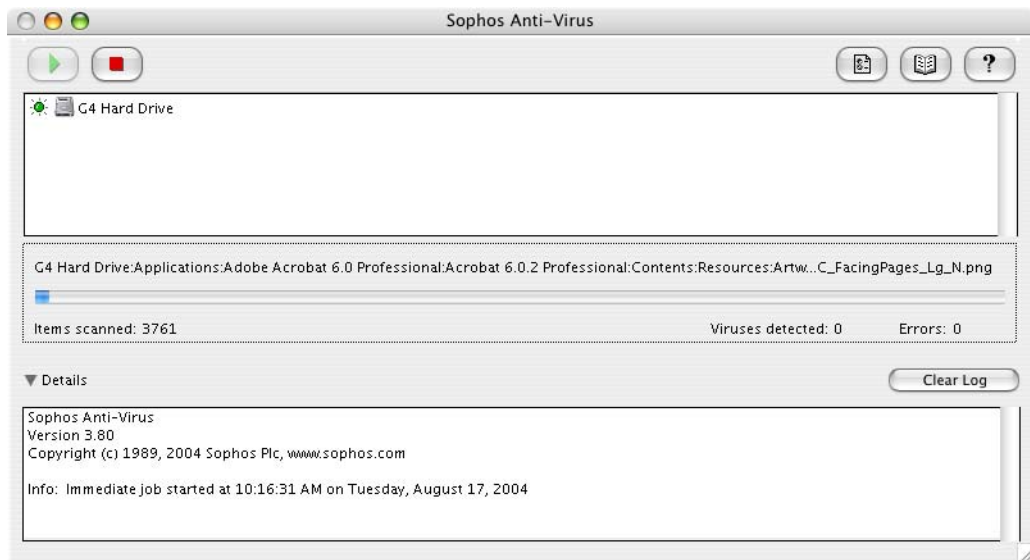 Sophos Anti-Virus
?
G4 Hard Drive
G4 Hard Drive:Applications:Adobe Acrobat 6.0 Professional:Acrobat 6.0.2 Professional:Contents:Resources:Artw...C_FacingPages_Lg_N.png
Items scanned: 3761 Viruses detected: 0 Errors: 0
Details Clear Log
Sophos Anti-Virus
Version 3.80
Copyright (c) 1989, 2004 Sophos Plc, www.sophos.com
Info: Immediate job started at 10:16:31 AM on Tuesday, August 17, 2004